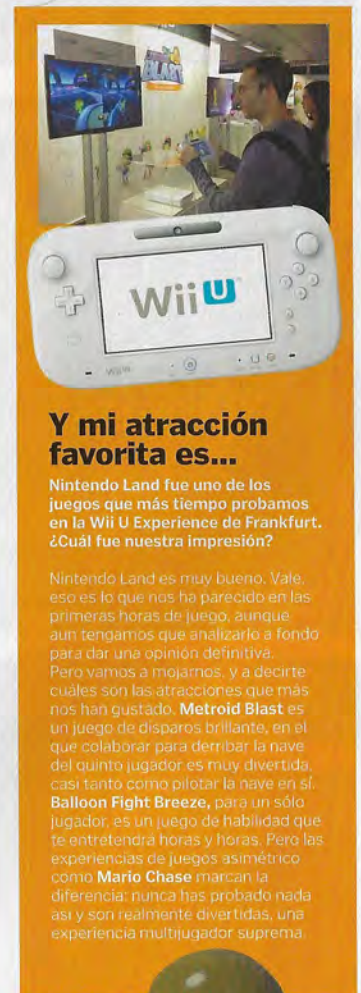 BLAST
Wii U
Wii U
Y mi atracción
favorita es...
Nintendo Land fue uno de los
juegos que más tiempo probamos
en la Wii U Experience de Frankfurt.
¿Cuál fue nuestra impresión?
Nintendo Land es muy bueno. Vale,
eso es lo que nos ha parecido en las
primeras horas de juego, aunque
aun tengamos que analizarlo a fondo
para dar una opinión definitiva.
Pero vamos a mojarnos, y a decirte
cuáles son las atracciones que más
nos han gustado. Metroid Blast es
un juego de disparos brillante, en el
que colaborar para derribar la nave
del quinto jugador es muy divertida,
casi tanto como pilotar la nave en sí.
Balloon Fight Breeze, para un sólo
jugador, es un juego de habilidad que
te entretendrá horas y horas. Pero las
experiencias de juegos asimétrico
como Mario Chase marcan la
diferencia: nunca has probado nada
así y son realmente divertidas, una
experiencia multijugador suprema.